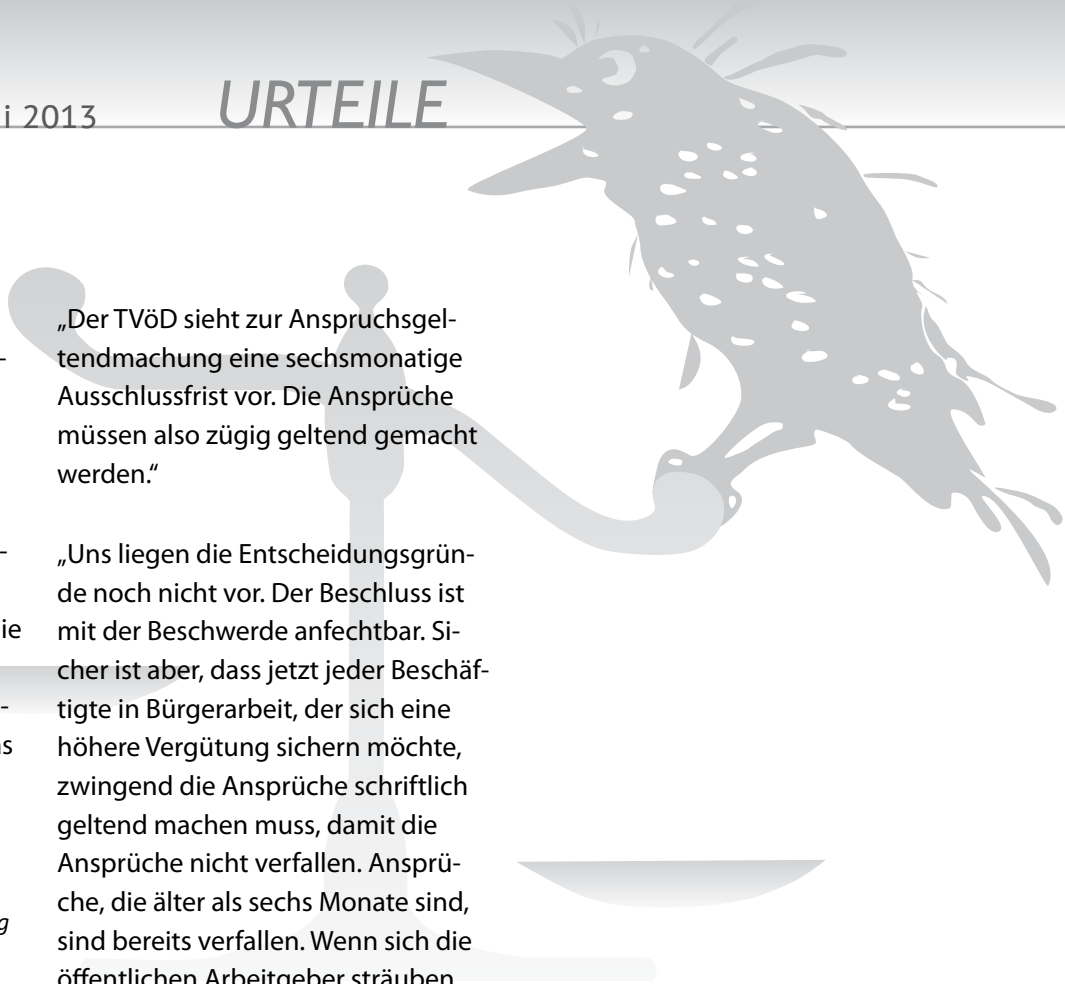 i 2013 URTEILE
„Der TVöD sieht zur Anspruchsgel-
tendmachung eine sechsmonatige
Ausschlussfrist vor. Die Ansprüche
müssen also zügig geltend gemacht
werden.“
„Uns liegen die Entscheidungsgrün-
de noch nicht vor. Der Beschluss ist
mit der Beschwerde anfechtbar. Si-
cher ist aber, dass jetzt jeder Beschäf-
tigte in Bürgerarbeit, der sich eine
höhere Vergütung sichern möchte,
zwingend die Ansprüche schriftlich
geltend machen muss, damit die
Ansprüche nicht verfallen. Ansprü-
che, die älter als sechs Monate sind,
sind bereits verfallen. Wenn sich die
öffentlichen Arbeitgeber sträuben